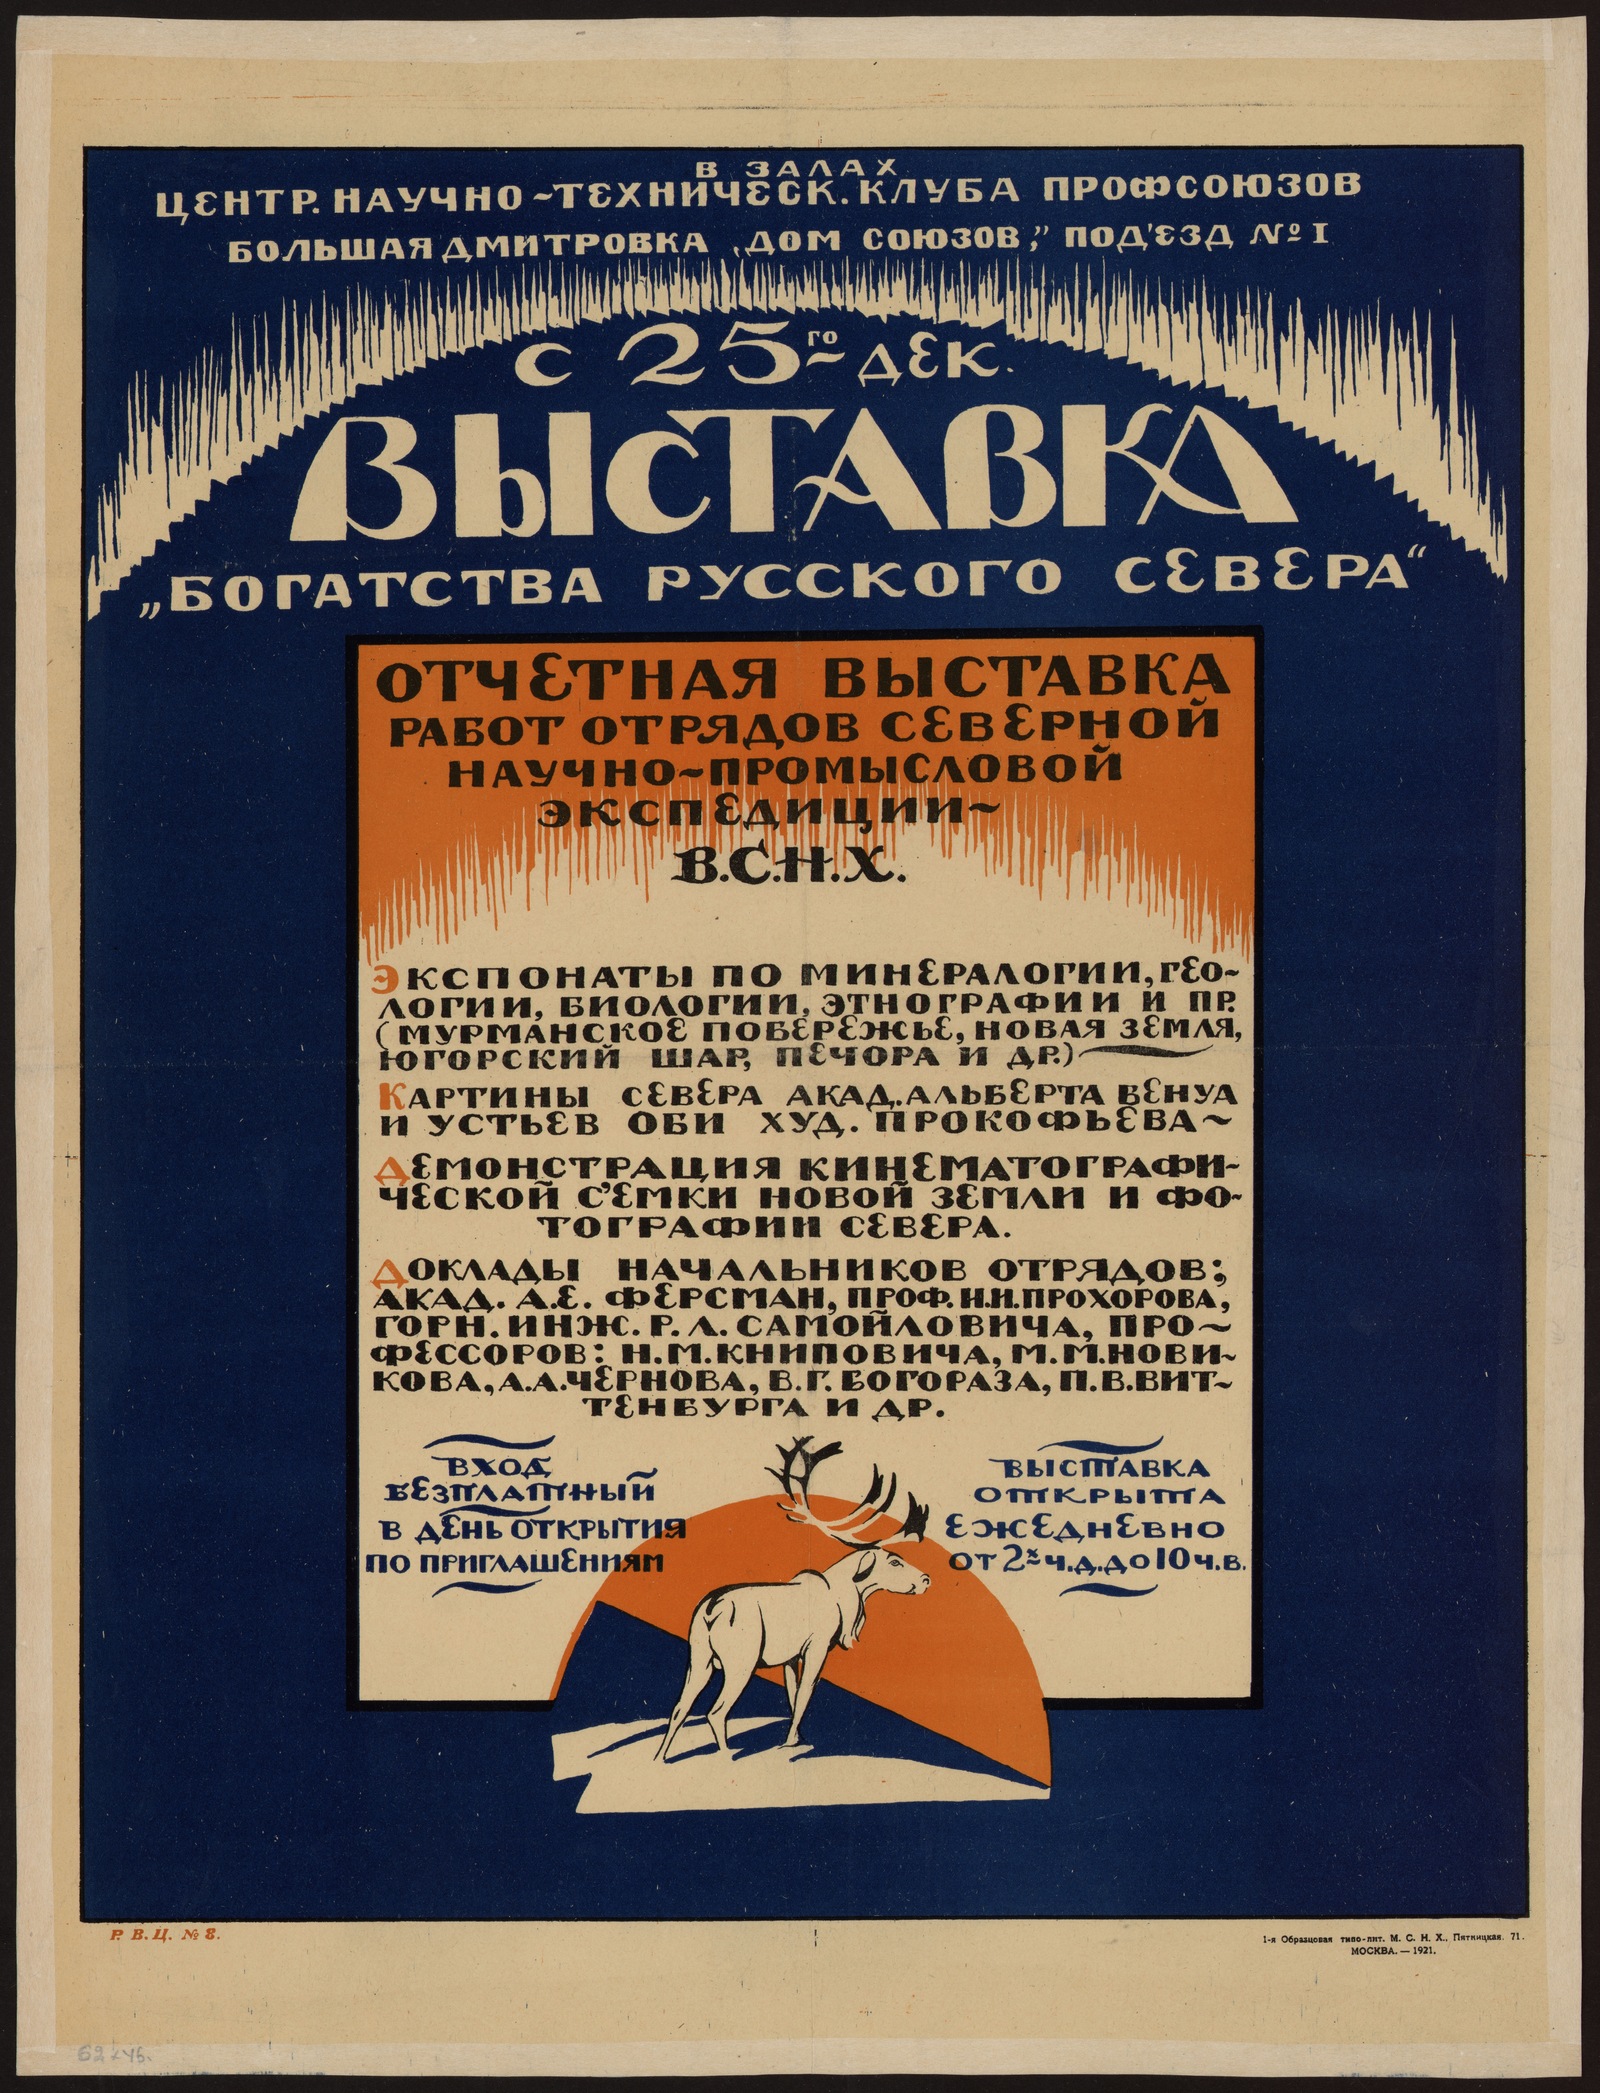 В ЗАЛАХ
ЦЕНТР. НАУЧНО-ТЕХНИЧЕСК. КЛУБА ПРОФСОЮЗОВ
БОЛЬШАЯ ДМИТРОВКА „ДОМ СОЮЗОВ," ПОД'ЕЗД № I
С 25го ДЕК.
ВЫСТАВКА
„БОГАТСТВА РУССКОГО СЕВЕРА“
ОТЧЕТНАЯ ВЫСТАВКА
РАБОТ ОТРЯДОВ СЕВЕРНОЙ
НАУЧНО-ПРОМЫСЛОВОЙ
ЭКСПЕДИЦИИ-
В.С.Н.Х.
ЭКСПОНАТЫ ПО МИНЕРАЛОГИИ, ГЕО-
ЛОГИИ, БИОЛОГИИ, ЭТНОГРАФИИ И ПР.
(МУРМАНСКОЕ ПОБЕРЕЖЬЕ, НОВАЯ ЗЕМЛЯ,
ЮГОРСКИЙ ШАР, ПЕЧОРА И ДР.)
КАРТИНЫ СЕВЕРА АКАД. АЛЬБЕРТА БЕНУА
И УСТЬЕВ ОБИ ХУД. ПРОКОФЬЕВА-
ДЕМОНСТРАЦИЯ КИНЕМАТОГРАФИ-
ЧЕСКОЙ С'ЕМКИ НОВОЙ ЗЕМЛИ И ФО-
ТОГРАФИИ СЕВЕРА.
ДОКЛАДЫ НАЧАЛЬНИКОВ ОТРЯДОВ;
АКАД. А.Е. ФЕРСМАН, ПРОФ. Н.И. ПРОХОРОВА,
ГОРН. ИНЖ. Р. Л. САМОЙЛОВИЧА, ПРО-
ФЕССОРОВ: Н.М. КНИПОВИЧА, М.М. НОВИ-
КОВА, А.А. ЧЕРНОВА, В.Г. БОГОРАЗА, П.В. ВИТ-
ТЕНБУРГА И ДР.
ВХОД
БЕЗПЛАТНЫЙ
В ДЕНЬ ОТКРЫТИЯ
ПО ПРИГЛАШЕНИЯМ
ВЫСТАВКА
ОТКРЫТА
ЕЖЕДНЕВНО
ОТ 2х Ч.Д. ДО 10 Ч.В.
Р. В. Ц. № 8.
1-я Образцовая типо-лит. М. С. Н. Х., Пятницкая. 71.
МОСКВА. — 1921.